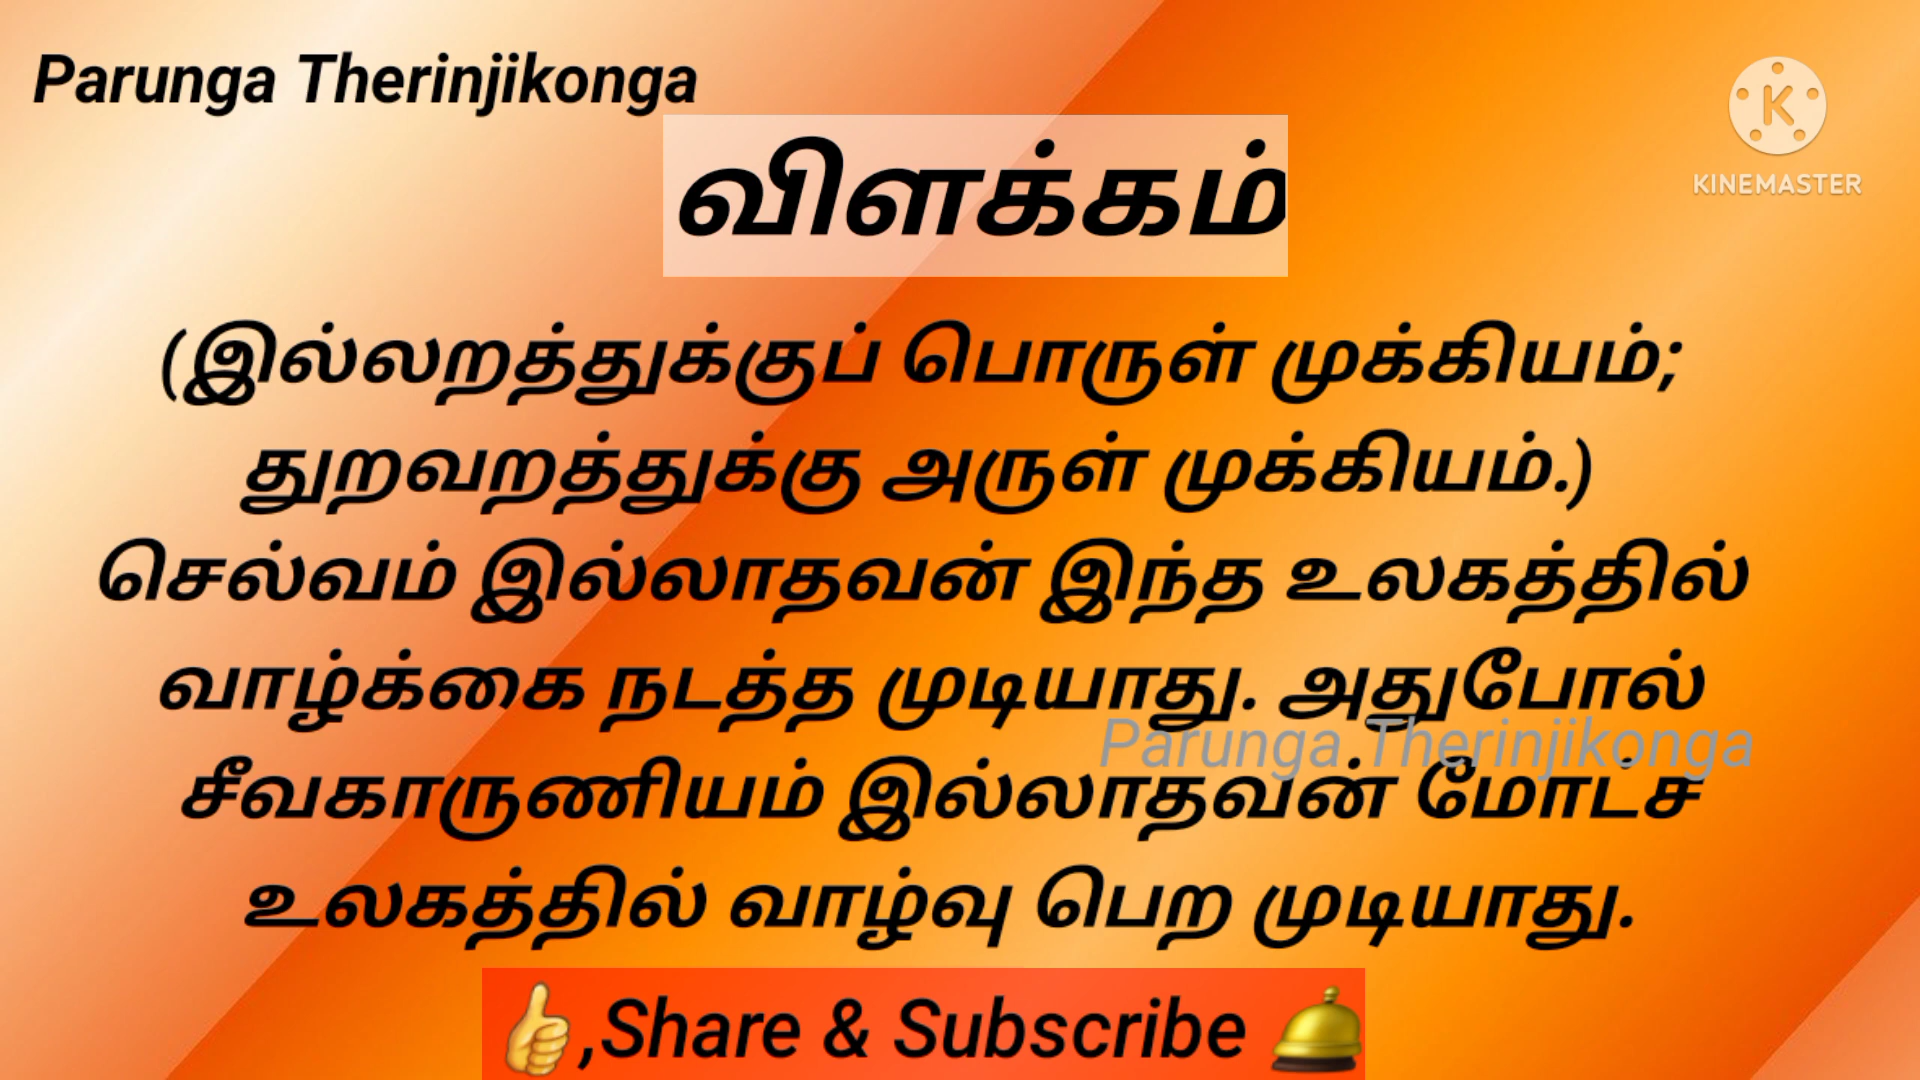 Parunga Therinjikonga
KINEMASTER
விளக்கம்
(இல்லறத்துக்குப் பொருள் முக்கியம்;
துறவறத்துக்கு அருள் முக்கியம்.)
செல்வம் இல்லாதவன் இந்த உலகத்தில்
வாழ்க்கை நடத்த முடியாது. அதுபோல்
Parunga Therinjikonga
சீவகாருணியம் இல்லாதவன் மோட்ச
உலகத்தில் வாழ்வு பெற முடியாது.
👍,Share & Subscribe 🛎️